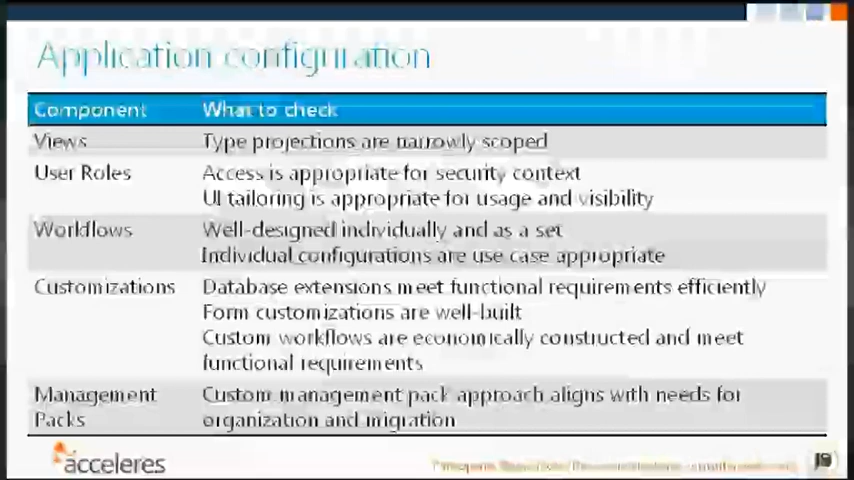 Application configuration
Component What to check
Views Type projections are narrowly scoped
User Roles Access is appropriate for security context
UI tailoring is appropriate for usage and visibility
Workflows Well-designed individually and as a set
Individual configurations are use case appropriate
Customizations Database extensions meet functional requirements efficiently
Form customizations are well-built
Custom workflows are economically constructed and meet
functional requirements
Management Custom management pack approach aligns with needs for
Packs organization and migration
acceleres